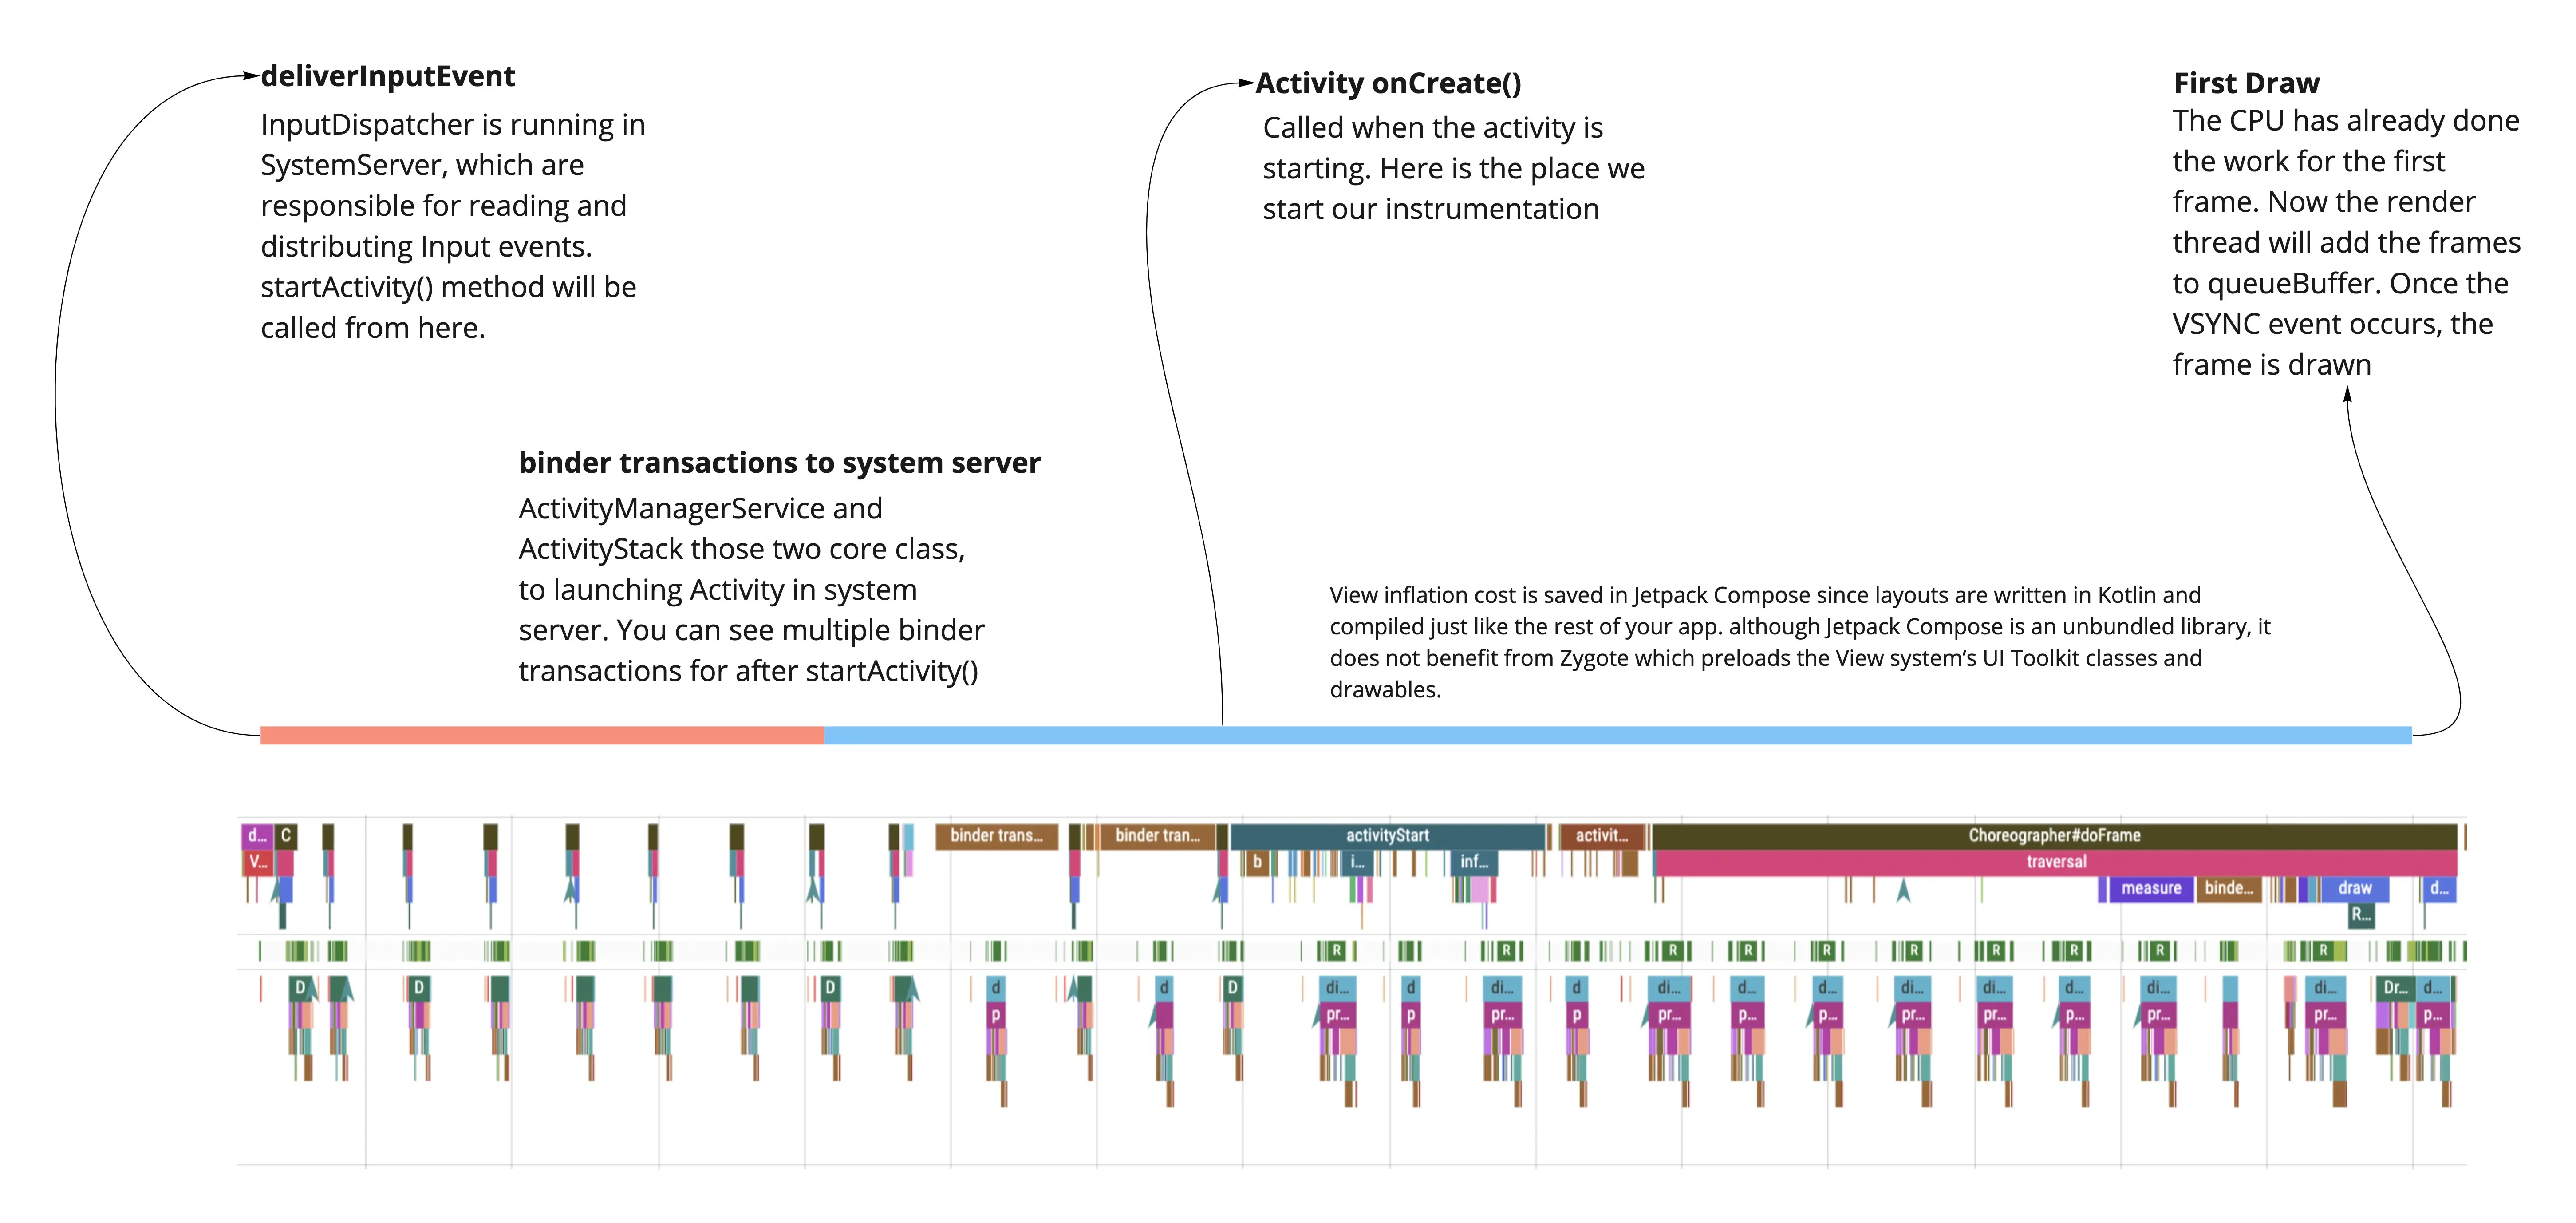 deliverInputEvent
InputDispatcher is running in
SystemServer, which are
responsible for reading and
distributing Input events.
startActivity() method will be
called from here.
binder transactions to system server
ActivityManagerService and
ActivityStack those two core class,
to launching Activity in system
server. You can see multiple binder
transactions for after startActivity()
Activity onCreate()
Called when the activity is
starting. Here is the place we
start our instrumentation
First Draw
The CPU has already done
the work for the first
frame. Now the render
thread will add the frames
to queueBuffer. Once the
VSYNC event occurs, the
frame is drawn
View inflation cost is saved in Jetpack Compose since layouts are written in Kotlin and
compiled just like the rest of your app. although Jetpack Compose is an unbundled library, it
does not benefit from Zygote which preloads the View system's UI Toolkit classes and
drawables.
d... C binder trans... binder tran... activityStart activit... Choreographer#doFrame
V... b i... inf... traversal
measure binde... draw d...
R...
R R R R R R R R R R
D D D d d D di... d di... d di... d... d... di... di... d... di... di... Dr... d...
p pr... p pr... p pr... p... p... pr... pr... p... pr... pr... p...